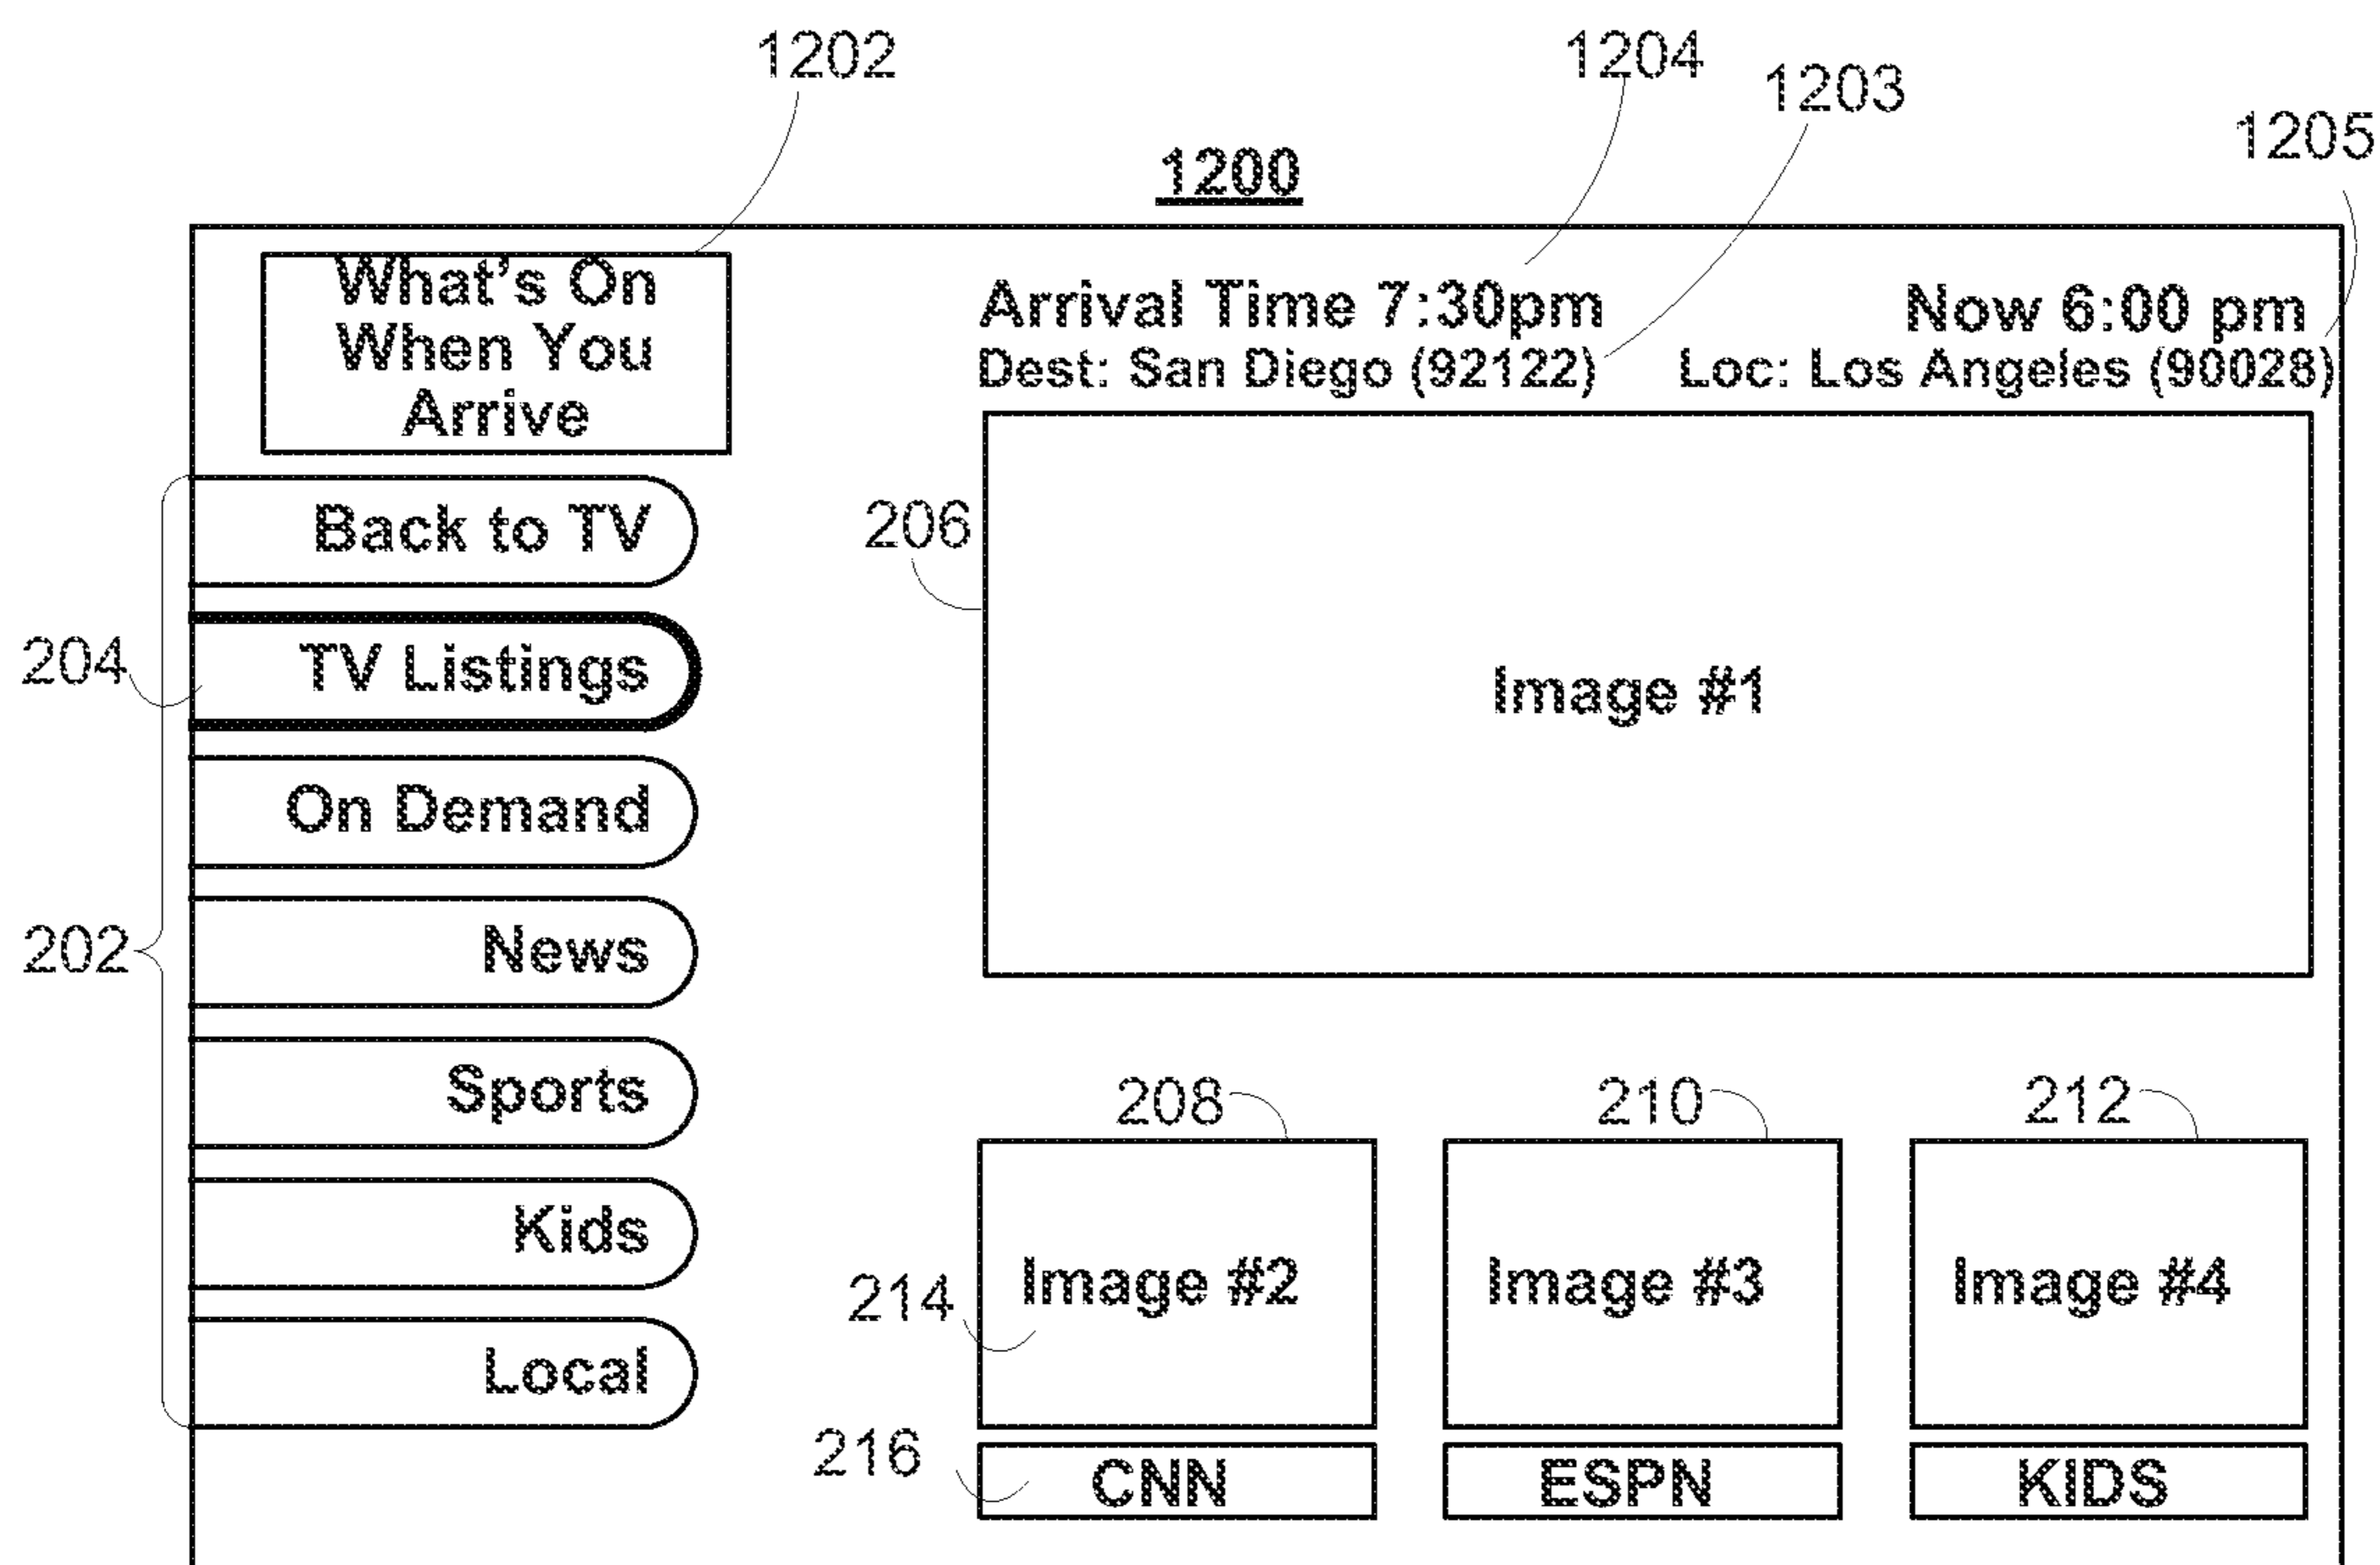 1202
1204
1203
1205
1200
What's On
When You
Arrive
Arrival Time 7:30pm
Now 6:00 pm
Dest: San Diego (92122)
Loc: Los Angeles (90028)
Back to TV
206
204
TV Listings
Image #1
On Demand
202
News
Sports
208
210
212
Kids
214
Image #2
Image #3
Image #4
Local
216
CNN
ESPN
KIDS